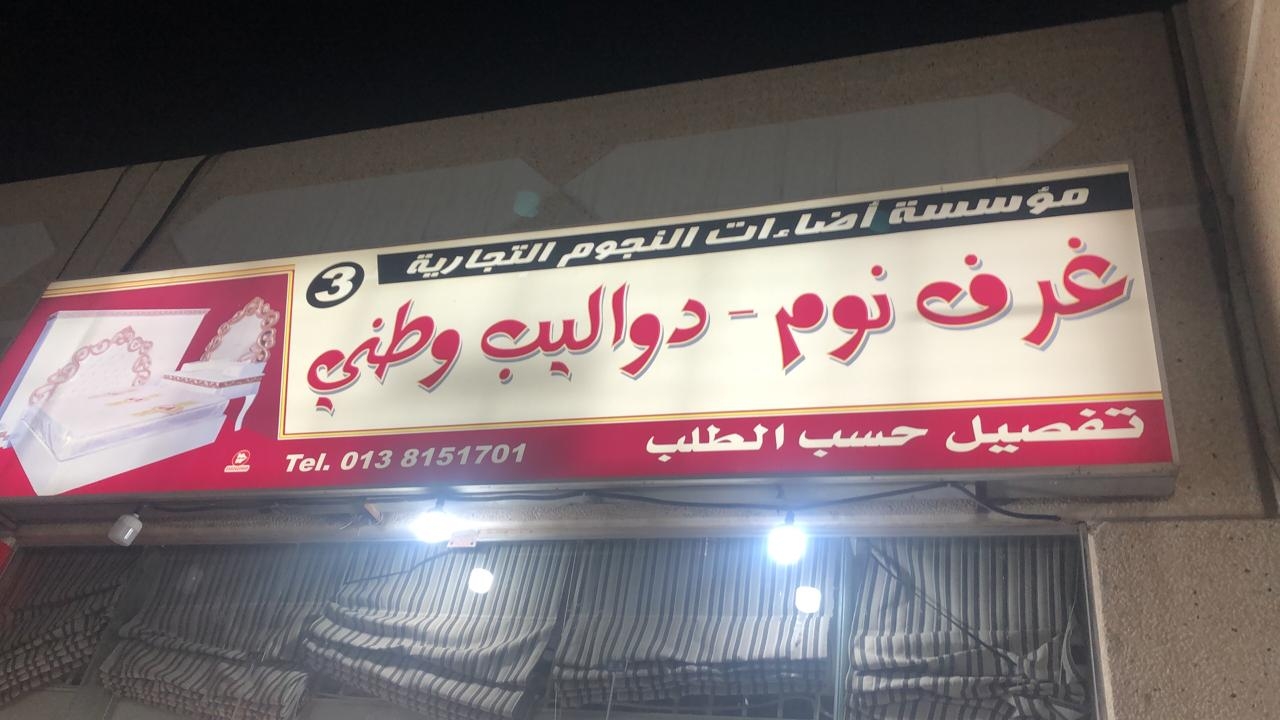 مؤسسة أضاءات النجوم التجارية
3
غرف نوم - دواليب وطني
تفصيل حسب الطلب
Tel. 013 8151701